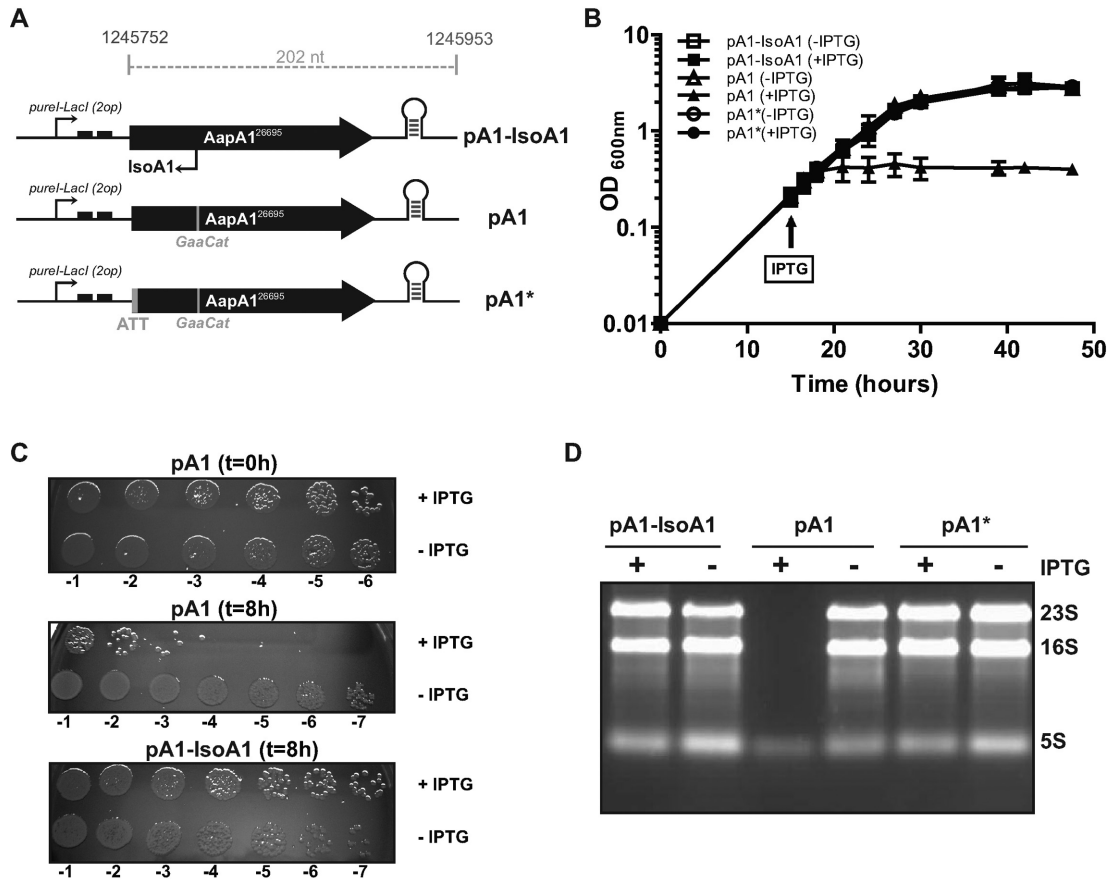 A
1245752 1245953
202 nt
pureI-LacI (2op)
AapA1 26695
pA1-IsoA1
IsoA1
pureI-LacI (2op)
AapA1 26695
pA1
GaaCat
pureI-LacI (2op)
AapA1 26695
pA1*
ATT GaaCat
B
10
1
0.1
0.01
OD 600nm
pA1-IsoA1 (-IPTG)
pA1-IsoA1 (+IPTG)
pA1 (-IPTG)
pA1 (+IPTG)
pA1*(-IPTG)
pA1*(+IPTG)
IPTG
0 10 20 30 40 50
Time (hours)
C
pA1 (t=0h)
+ IPTG
- IPTG
-1 -2 -3 -4 -5 -6
pA1 (t=8h)
+ IPTG
- IPTG
-1 -2 -3 -4 -5 -6 -7
pA1-IsoA1 (t=8h)
+ IPTG
- IPTG
-1 -2 -3 -4 -5 -6 -7
D
pA1-IsoA1 pA1 pA1*
+ - + - + - IPTG
23S
16S
5S